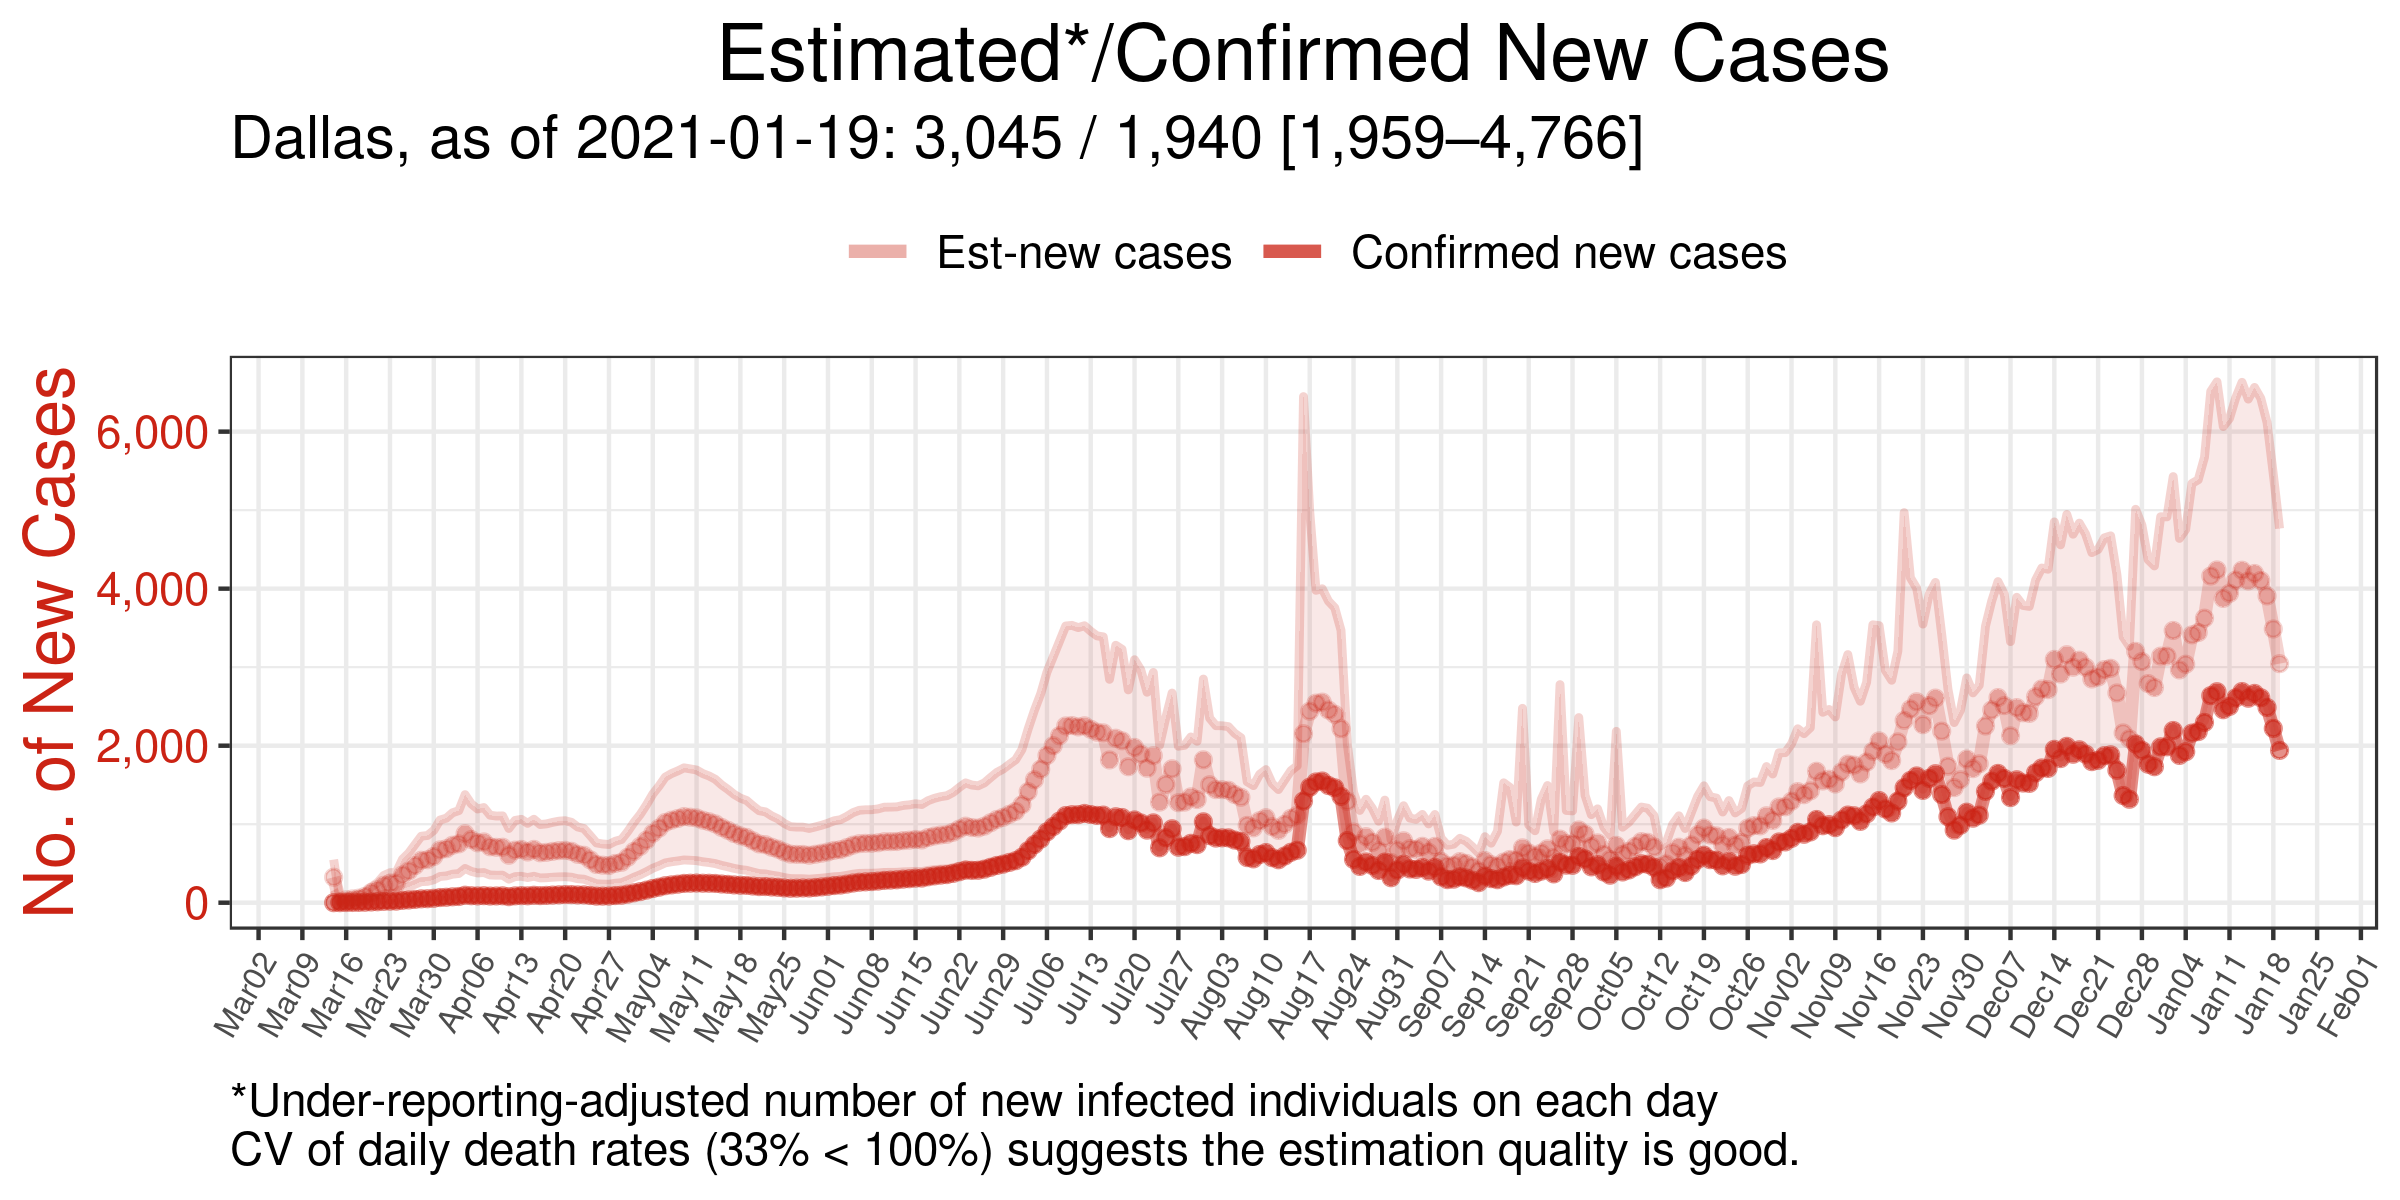 Estimated*/Confirmed New Cases
Dallas, as of 2021-01-19: 3,045 / 1,940 [1,959–4,766]
Est-new cases Confirmed new cases
No. of New Cases
6,000
4,000
2,000
0
Mar02 Mar09 Mar16 Mar23 Mar30 Apr06 Apr13 Apr20 Apr27 May04 May11 May18 May25 Jun01 Jun08 Jun15 Jun22 Jun29 Jul06 Jul13 Jul20 Jul27 Aug03 Aug10 Aug17 Aug24 Aug31 Sep07 Sep14 Sep21 Sep28 Oct05 Oct12 Oct19 Oct26 Nov02 Nov09 Nov16 Nov23 Nov30 Dec07 Dec14 Dec21 Dec28 Jan04 Jan11 Jan18 Jan25 Feb01
*Under-reporting-adjusted number of new infected individuals on each day
CV of daily death rates (33% < 100%) suggests the estimation quality is good.